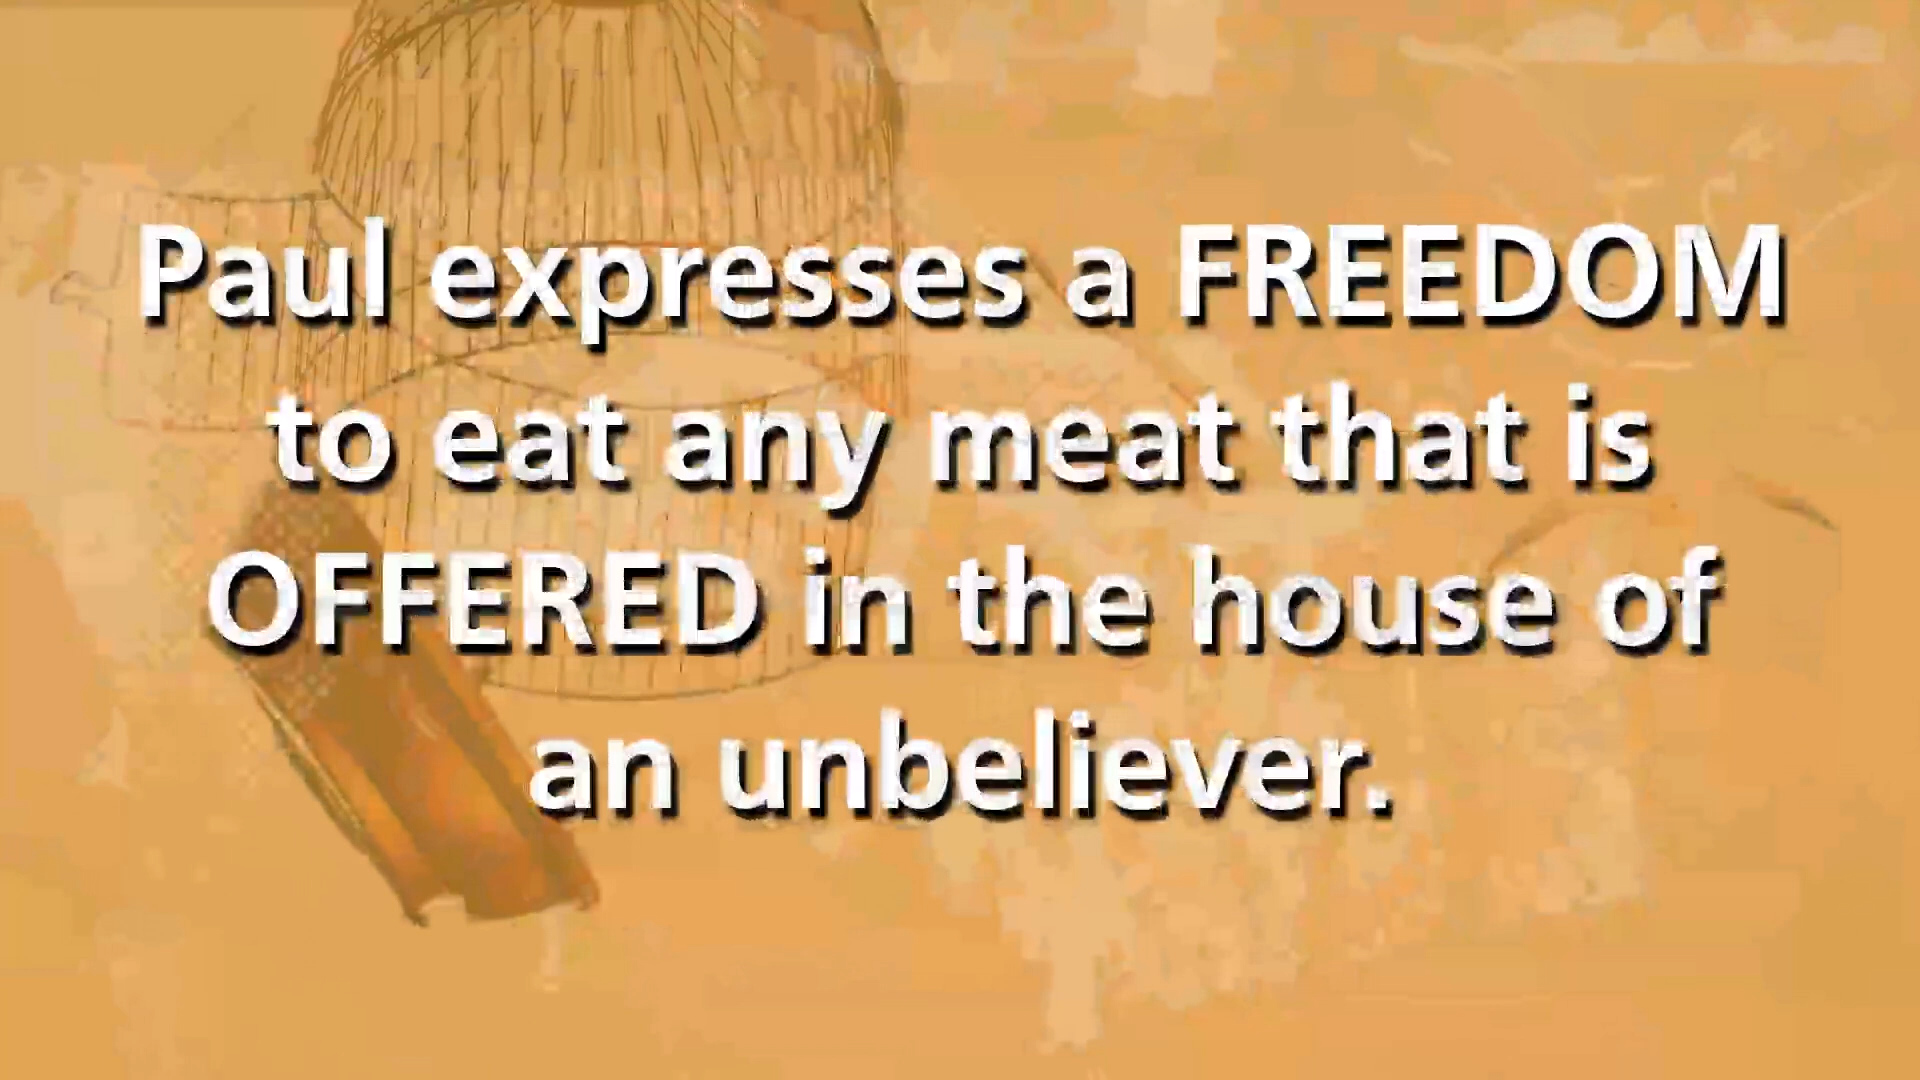 Paul expresses a FREEDOM
to eat any meat that is
OFFERED in the house of
an unbeliever.